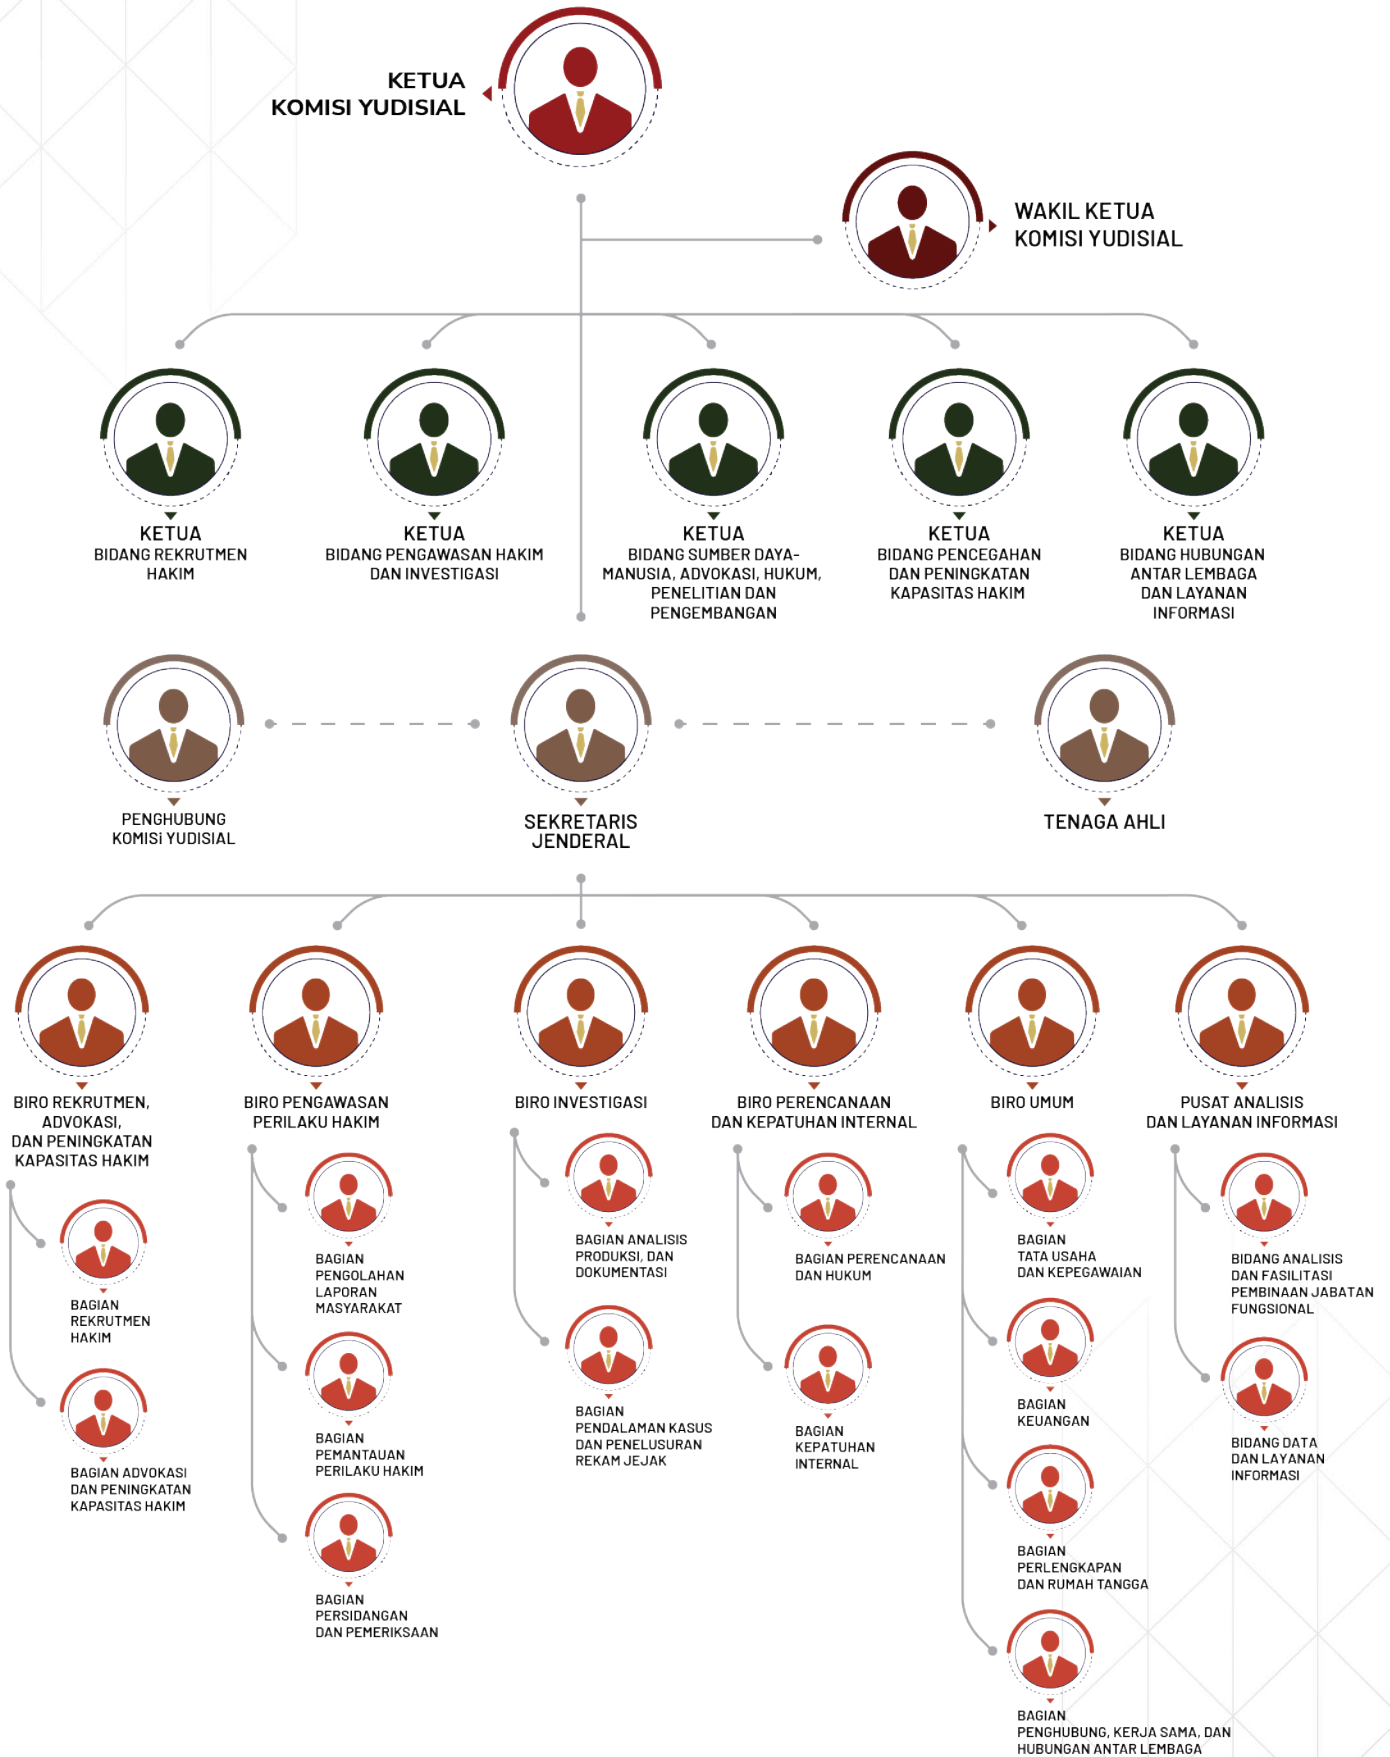 KETUA
KOMISI YUDISIAL
WAKIL KETUA
KOMISI YUDISIAL
KETUA
BIDANG REKRUTMEN
HAKIM
KETUA
BIDANG PENGAWASAN HAKIM
DAN INVESTIGASI
KETUA
BIDANG SUMBER DAYA-
MANUSIA, ADVOKASI, HUKUM,
PENELITIAN DAN
PENGEMBANGAN
KETUA
BIDANG PENCEGAHAN
DAN PENINGKATAN
KAPASITAS HAKIM
KETUA
BIDANG HUBUNGAN
ANTAR LEMBAGA
DAN LAYANAN
INFORMASI
PENGHUBUNG
KOMISi YUDISIAL
SEKRETARIS
JENDERAL
TENAGA AHLI
BIRO REKRUTMEN,
ADVOKASI,
DAN PENINGKATAN
KAPASITAS HAKIM
BAGIAN
REKRUTMEN
HAKIM
BAGIAN ADVOKASI
DAN PENINGKATAN
KAPASITAS HAKIM
BIRO PENGAWASAN
PERILAKU HAKIM
BAGIAN
PENGOLAHAN
LAPORAN
MASYARAKAT
BAGIAN
PEMANTAUAN
PERILAKU HAKIM
BAGIAN
PERSIDANGAN
DAN PEMERIKSAAN
BIRO INVESTIGASI
BAGIAN ANALISIS
PRODUKSI, DAN
DOKUMENTASI
BAGIAN
PENDALAMAN KASUS
DAN PENELUSURAN
REKAM JEJAK
BIRO PERENCANAAN
DAN KEPATUHAN INTERNAL
BAGIAN PERENCANAAN
DAN HUKUM
BAGIAN
KEPATUHAN
INTERNAL
BIRO UMUM
BAGIAN
TATA USAHA
DAN KEPEGAWAIAN
BAGIAN
KEUANGAN
BAGIAN
PERLENGKAPAN
DAN RUMAH TANGGA
BAGIAN
PENGHUBUNG, KERJA SAMA, DAN
HUBUNGAN ANTAR LEMBAGA
PUSAT ANALISIS
DAN LAYANAN INFORMASI
BIDANG ANALISIS
DAN FASILITASI
PEMBINAAN JABATAN
FUNGSIONAL
BIDANG DATA
DAN LAYANAN
INFORMASI